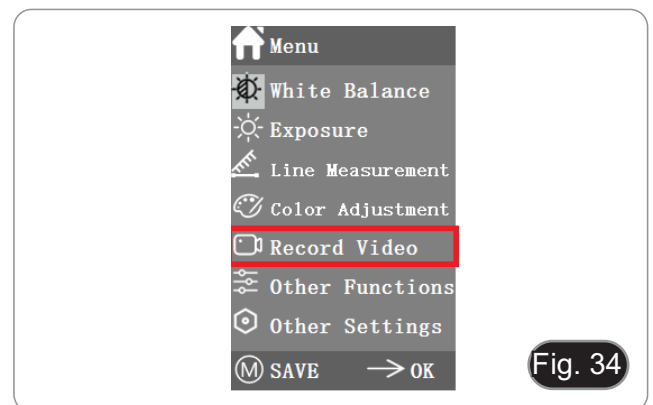 Menu
White Balance
Exposure
Line Measurement
Color Adjustment
Record Video
Other Functions
Other Settings
M SAVE → OK
Fig. 34